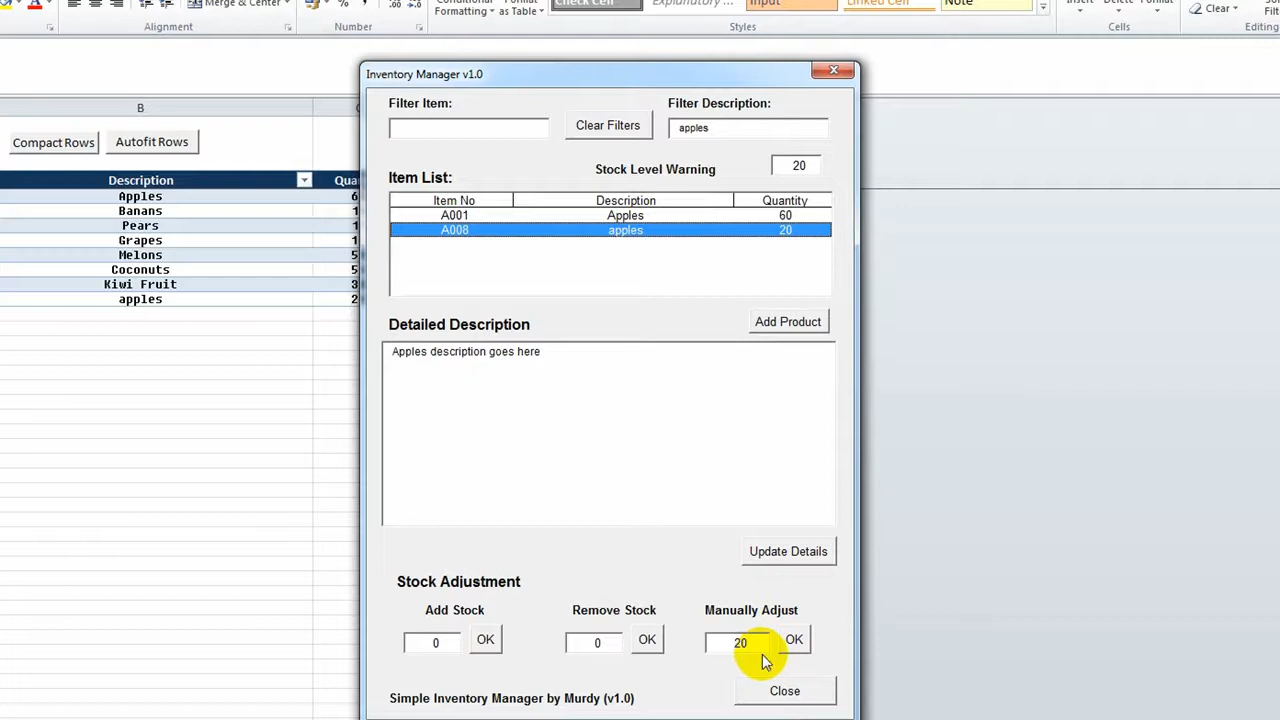 Merge & Center
%
Conditional Format
Formatting as Table
Check Cell
Explanatory ...
Input
Linked Cell
Note
Insert Delete Format
Clear
Alignment
Number
Styles
Cells
Editing
Inventory Manager v1.0
B
Filter Item:
Filter Description:
Clear Filters
apples
Compact Rows
Autofit Rows
Stock Level Warning
20
Item List:
Description
Item No Description Quantity
A001 Apples 60
A008 apples 20
Apples
Banans
Pears
Grapes
Melons
Coconuts
Kiwi Fruit
apples
Add Product
Detailed Description
Apples description goes here
Update Details
Stock Adjustment
Add Stock
Remove Stock
Manually Adjust
0 OK
0 OK
20 OK
Close
Simple Inventory Manager by Murdy (v1.0)